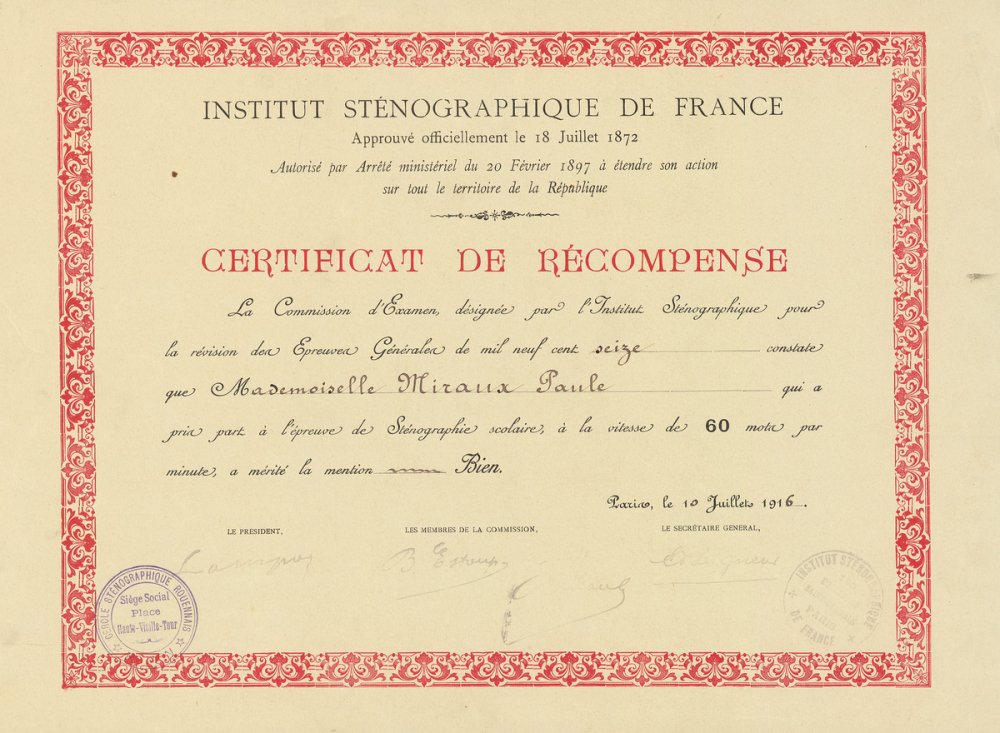 INSTITUT STÉNOGRAPHIQUE DE FRANCE
Approuvé officiellement le 18 Juillet 1872
Autorisé par Arrêté ministériel du 20 Février 1897 à étendre son action
sur tout le territoire de la République
CERTIFICAT DE RÉCOMPENSE
La Commission d'Examen, désignée par l'Institut Sténographique pour
la révision des Epreuves Générales de mil neuf cent seize constate
que Mademoiselle Miraux Paule qui a
pris part à l'épreuve de Sténographie scolaire, à la vitesse de 60 mots par
minute, a mérité la mention Bien.
Paris, le 10 Juillet 1916.
LE PRÉSIDENT, LES MEMBRES DE LA COMMISSION, LE SECRÉTAIRE GÉNÉRAL,
B Estoup
CERCLE STÉNOGRAPHIQUE ROUENNAIS
Siège Social
Place
Haute-Vieille-Tour
INSTITUT STÉNOGRAPHIQUE
DE FRANCE